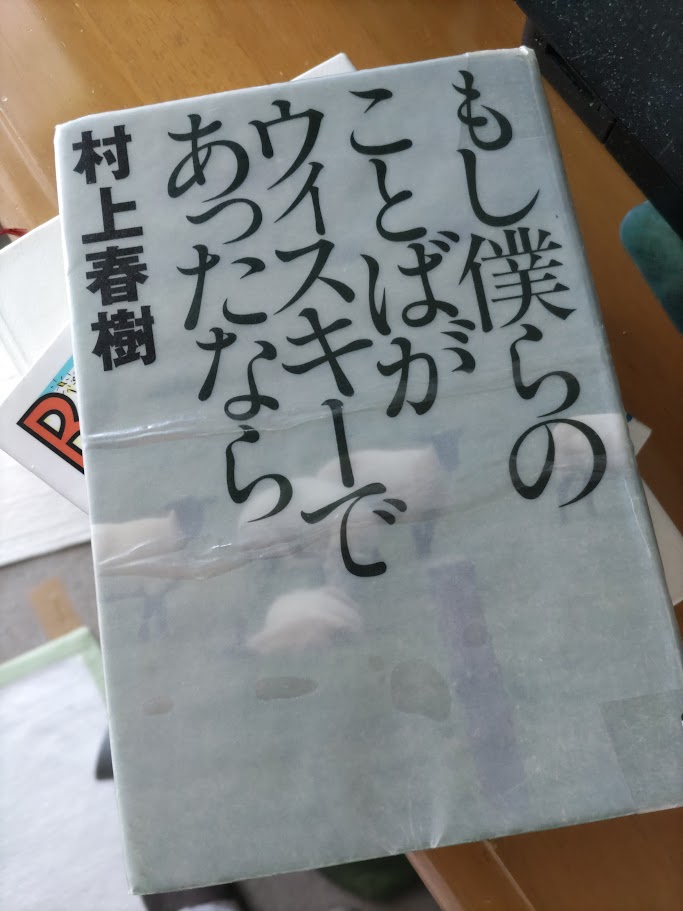 もし僕らの
ことばが
ウイスキーで
あったなら
村上春樹